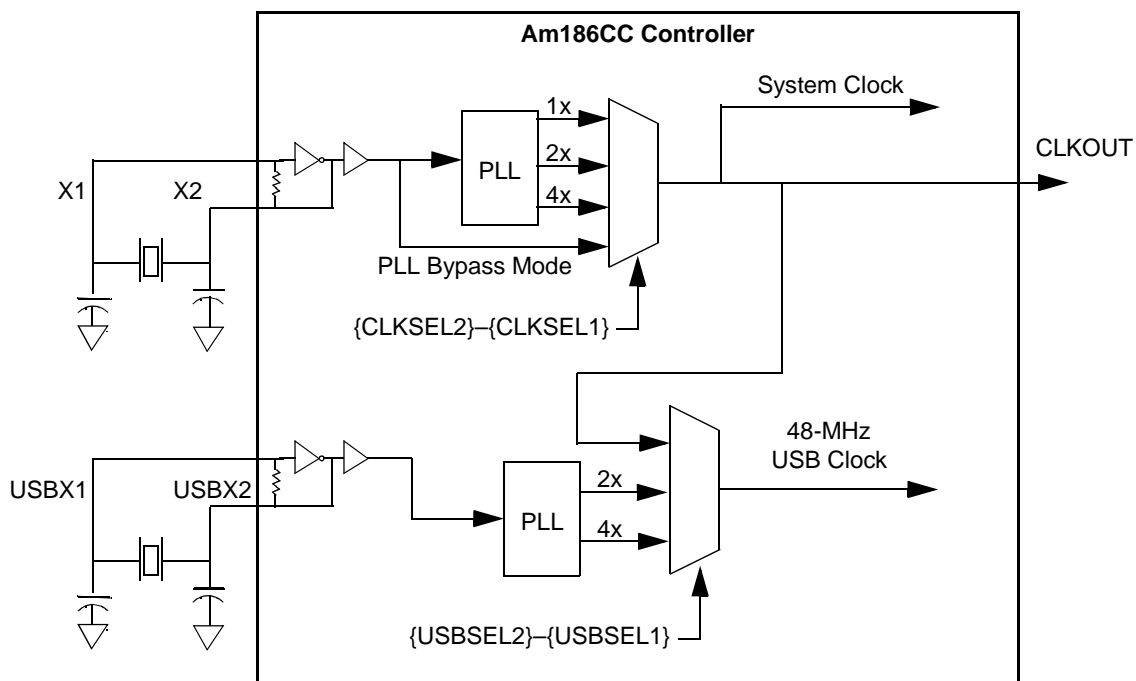 Am186CC Controller
System Clock
1x
CLKOUT
2x
PLL
X1
X2
4x
PLL Bypass Mode
{CLKSEL2}–{CLKSEL1}
48-MHz
USB Clock
USBX1
USBX2
2x
PLL
4x
{USBSEL2}–{USBSEL1}